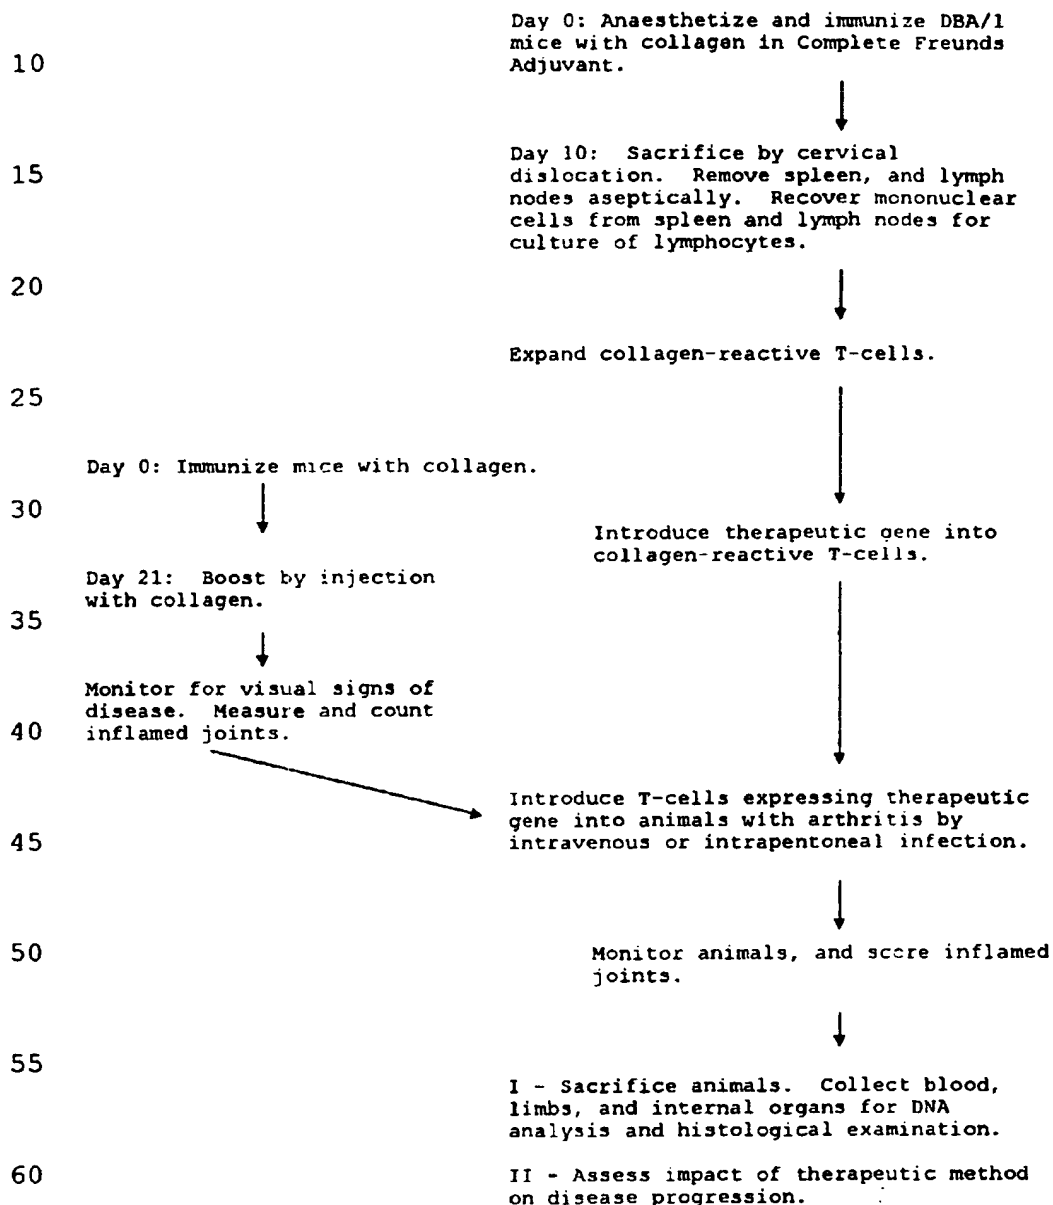 Day 0: Anaesthetize and immunize DBA/1
mice with collagen in Complete Freunds
10
Adjuvant.
Day 10: Sacrifice by cervical
15
dislocation. Remove spleen, and lymph
nodes aseptically. Recover mononuclear
cells from spleen and lymph nodes for
culture of lymphocytes.
20
Expand collagen-reactive T-cells.
25
Day 0: Immunize mice with collagen.
30
Introduce therapeutic gene into
collagen-reactive T-cells.
Day 21: Boost by injection
with collagen.
35
Monitor for visual signs of
disease. Measure and count
40
inflamed joints.
Introduce T-cells expressing therapeutic
gene into animals with arthritis by
45
intravenous or intrapentoneal infection.
50
Monitor animals, and score inflamed
joints.
55
I - Sacrifice animals. Collect blood,
limbs, and internal organs for DNA
analysis and histological examination.
60
II - Assess impact of therapeutic method
on disease progression.